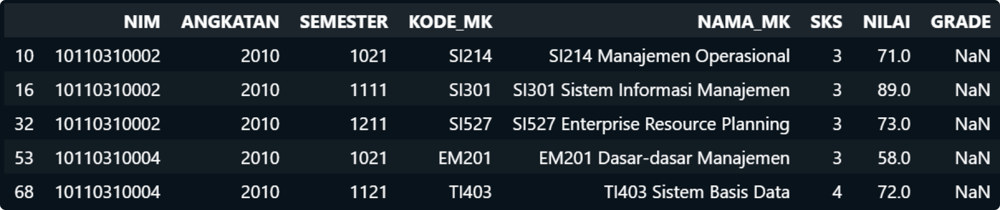 NIM ANGKATAN SEMESTER KODE_MK NAMA_MK SKS NILAI GRADE
10 10110310002 2010 1021 SI214 SI214 Manajemen Operasional 3 71.0 NaN
16 10110310002 2010 1111 SI301 SI301 Sistem Informasi Manajemen 3 89.0 NaN
32 10110310002 2010 1211 SI527 SI527 Enterprise Resource Planning 3 73.0 NaN
53 10110310004 2010 1021 EM201 EM201 Dasar-dasar Manajemen 3 58.0 NaN
68 10110310004 2010 1121 TI403 TI403 Sistem Basis Data 4 72.0 NaN